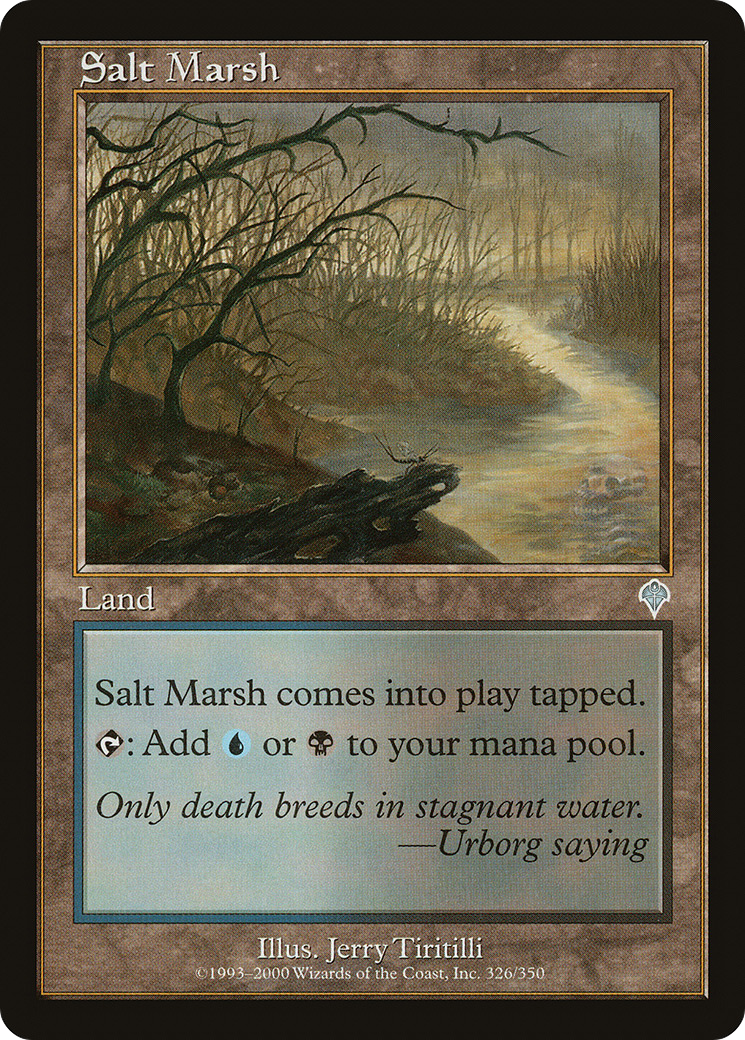 Salt Marsh
Land
Salt Marsh comes into play tapped.
: Add or to your mana pool.
Only death breeds in stagnant water.
—Urborg saying
Illus. Jerry Tiritilli
©1993–2000 Wizards of the Coast, Inc. 326/350